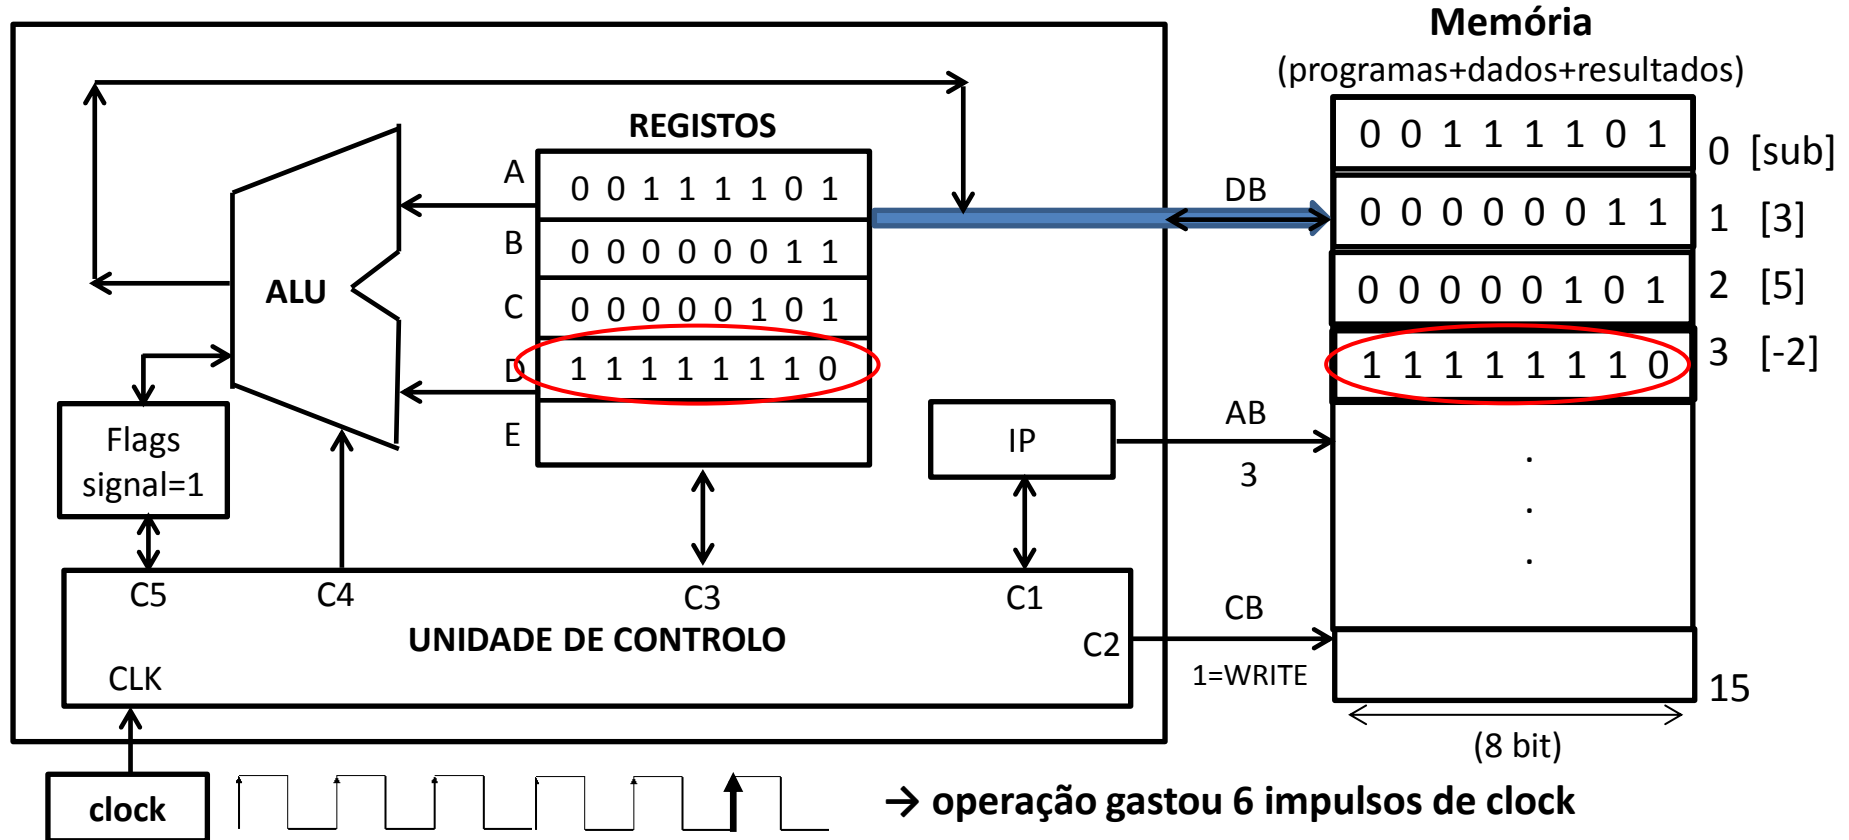 Memória
(programas+dados+resultados)
REGISTOS
A 0 0 1 1 1 1 0 1
B 0 0 0 0 0 0 1 1
C 0 0 0 0 0 1 0 1
D 1 1 1 1 1 1 1 0
E
ALU
Flags
signal=1
IP
DB
AB
3
CB
1=WRITE
0 0 1 1 1 1 0 1 0 [sub]
0 0 0 0 0 0 1 1 1 [3]
0 0 0 0 0 1 0 1 2 [5]
1 1 1 1 1 1 1 0 3 [-2]
.
.
.
15
(8 bit)
C5 C4 C3 C1
UNIDADE DE CONTROLO
C2
CLK
clock
→ operação gastou 6 impulsos de clock